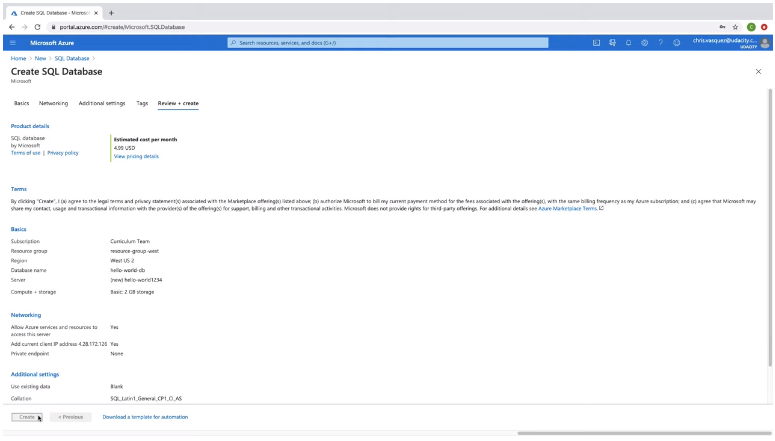 Create SQL Database - Microsoft
portal.azure.com/#create/Microsoft.SQLDatabase
Microsoft Azure
Search resources, services, and docs (G+/)
chris.vasquez@udacity.c...
UDACITY
Home > New > SQL Database >
Create SQL Database
Microsoft
Basics Networking Additional settings Tags Review + create
Product details
SQL database
by Microsoft
Terms of use | Privacy policy
Estimated cost per month
4.99 USD
View pricing details
Terms
By clicking "Create", I (a) agree to the legal terms and privacy statement(s) associated with the Marketplace offering(s) listed above; (b) authorize Microsoft to bill my current payment method for the fees associated with the offering(s), with the same billing frequency as my Azure subscription; and (c) agree that Microsoft may
share my contact, usage and transactional information with the provider(s) of the offering(s) for support, billing and other transactional activities. Microsoft does not provide rights for third-party offerings. For additional details see Azure Marketplace Terms.
Basics
Subscription Curriculum Team
Resource group resource-group-west
Region West US 2
Database name hello-world-db
Server (new) hello-world1234
Compute + storage Basic: 2 GB storage
Networking
Allow Azure services and resources to access this server Yes
Add current client IP address 4.28.172.126 Yes
Private endpoint None
Additional settings
Use existing data Blank
Collation SQL_Latin1_General_CP1_CI_AS
Create < Previous Download a template for automation